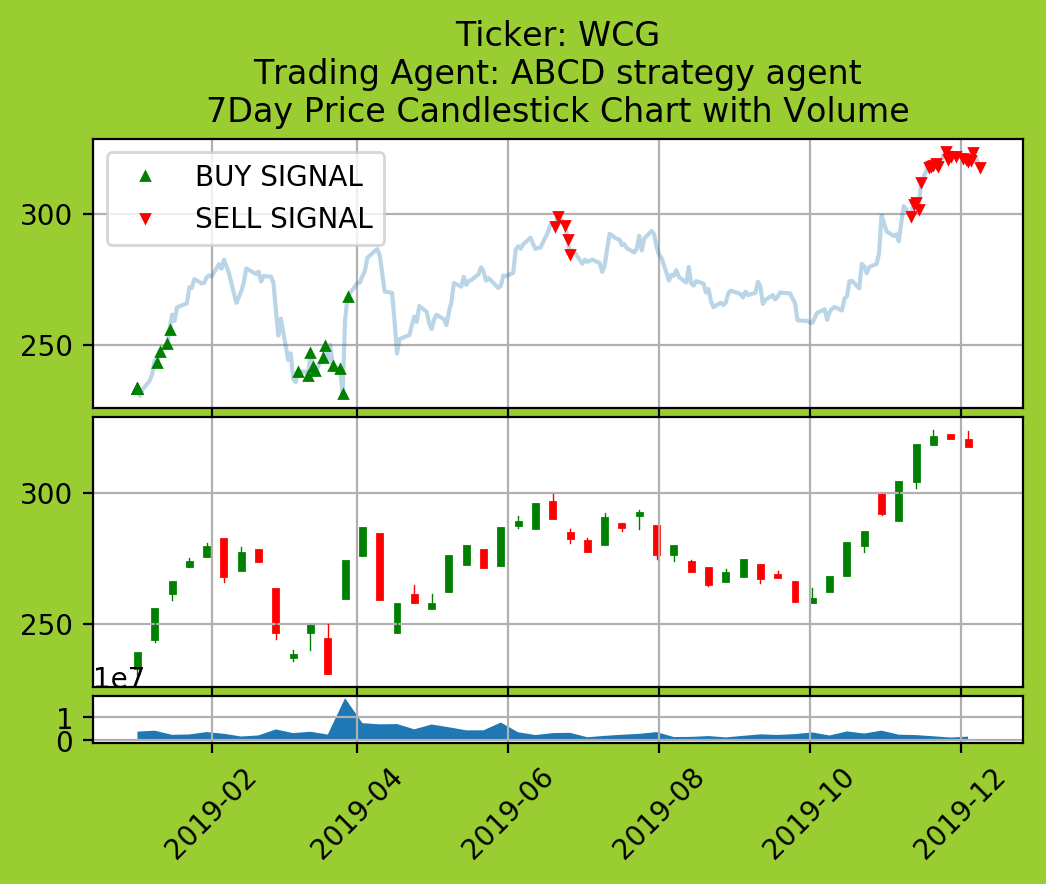 Ticker: WCG
Trading Agent: ABCD strategy agent
7Day Price Candlestick Chart with Volume
BUY SIGNAL
SELL SIGNAL
300
250
300
250
1e7
1
0
2019-02
2019-04
2019-06
2019-08
2019-10
2019-12